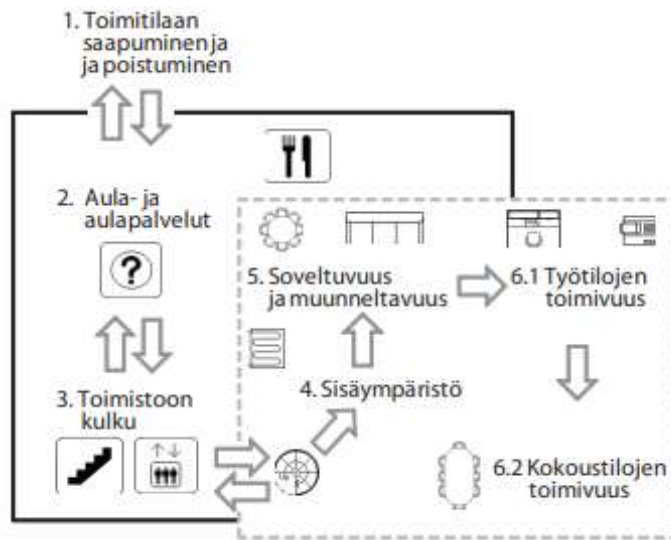 1. Toimitilaan
saapuminen ja
ja poistuminen
2. Aula- ja
aulapalvelut
?
3. Toimistoon
kulku
4. Sisäympäristö
5. Soveltuvuus
ja muunneltavuus
6.1 Työtilojen
toimivuus
6.2 Kokoustilojen
toimivuus